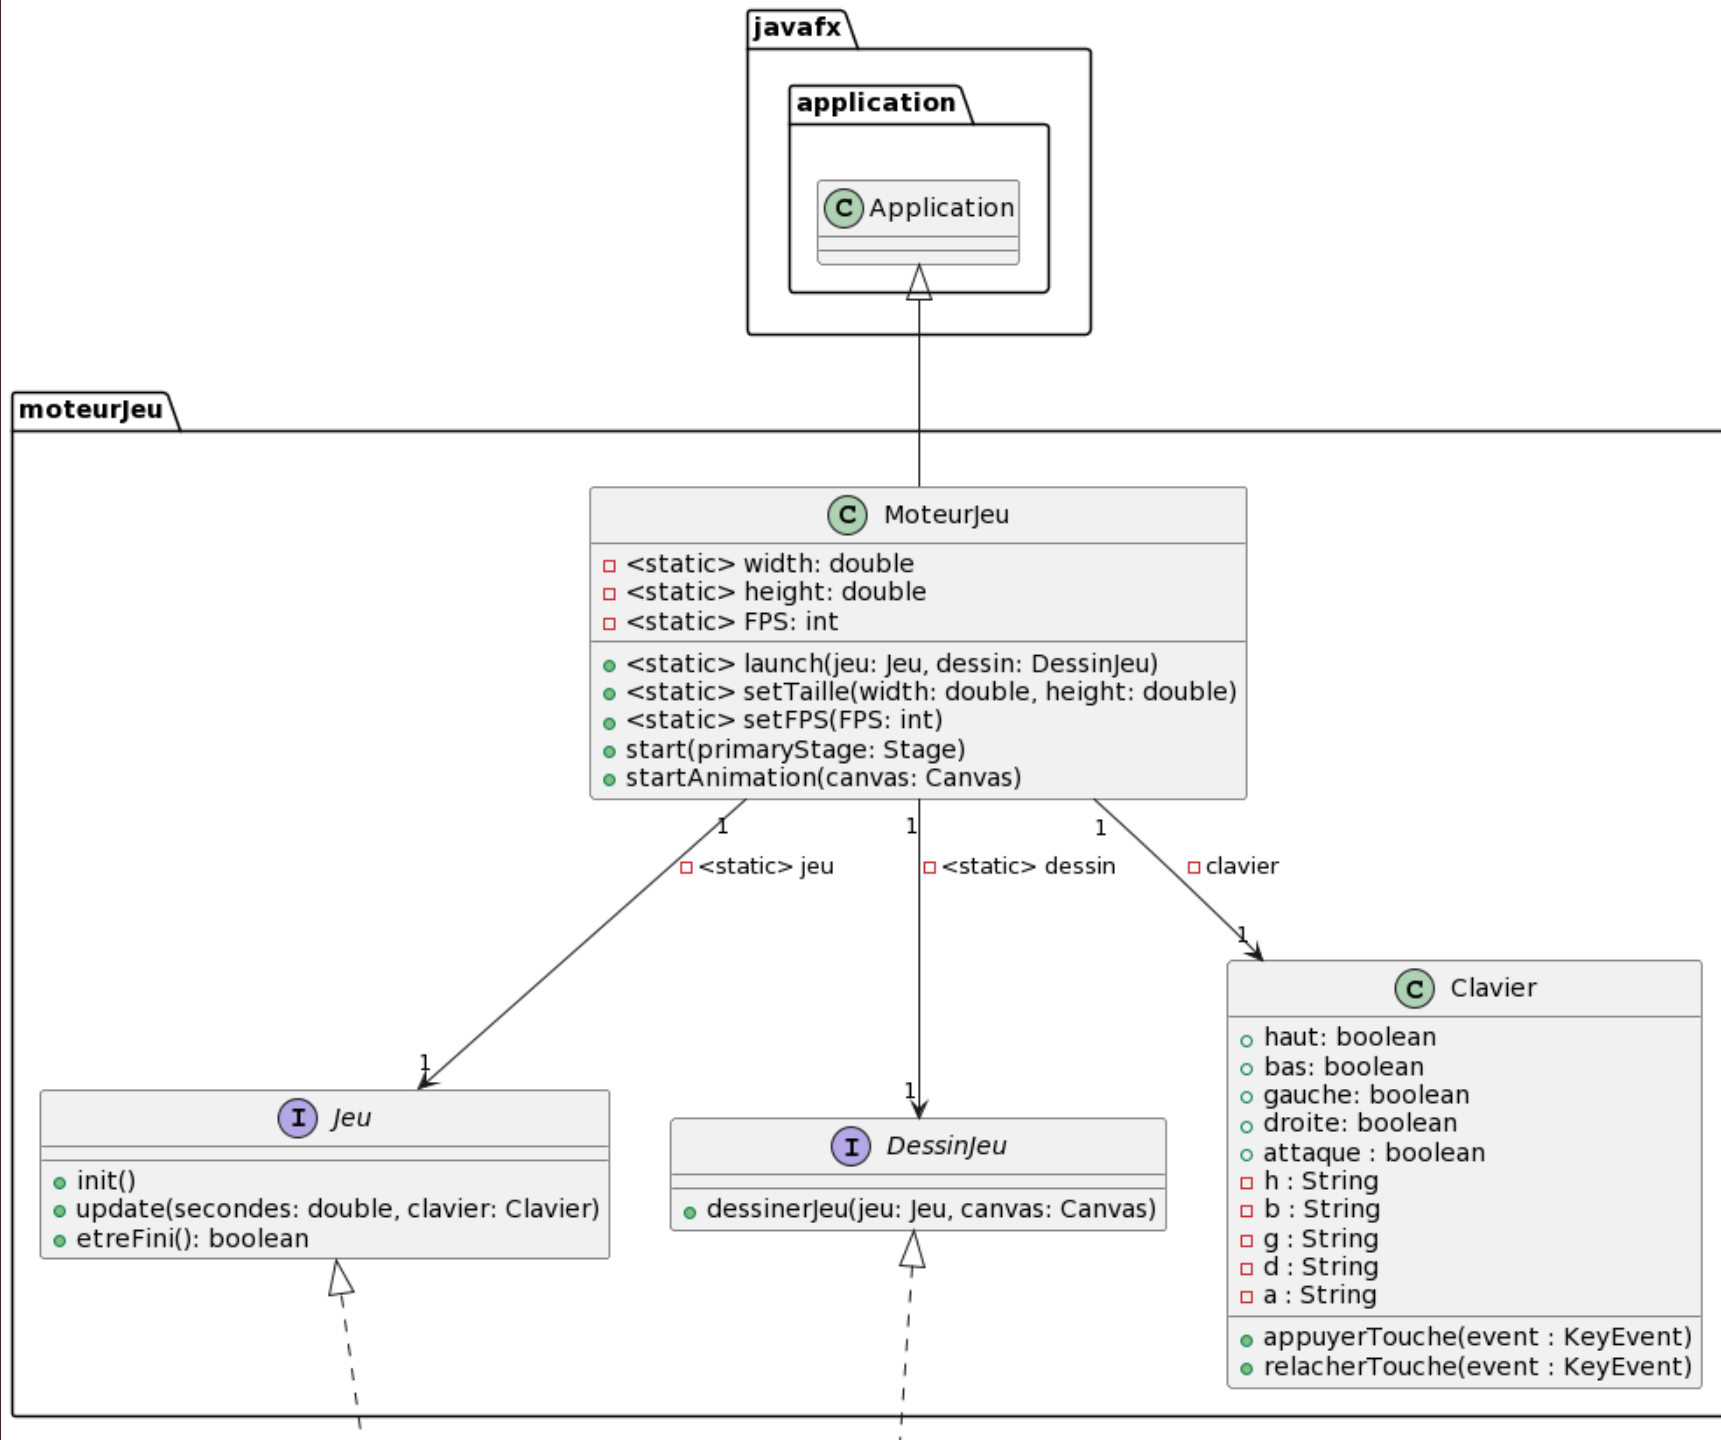 javafx
application
C Application
moteurJeu
C MoteurJeu
<static> width: double
<static> height: double
<static> FPS: int
<static> launch(jeu: Jeu, dessin: DessinJeu)
<static> setTaille(width: double, height: double)
<static> setFPS(FPS: int)
start(primaryStage: Stage)
startAnimation(canvas: Canvas)
1
1
1
<static> jeu
<static> dessin
clavier
1
1
1
I Jeu
init()
update(secondes: double, clavier: Clavier)
etreFini(): boolean
I DessinJeu
dessinerJeu(jeu: Jeu, canvas: Canvas)
C Clavier
haut: boolean
bas: boolean
gauche: boolean
droite: boolean
attaque : boolean
h : String
b : String
g : String
d : String
a : String
appuyerTouche(event : KeyEvent)
relacherTouche(event : KeyEvent)